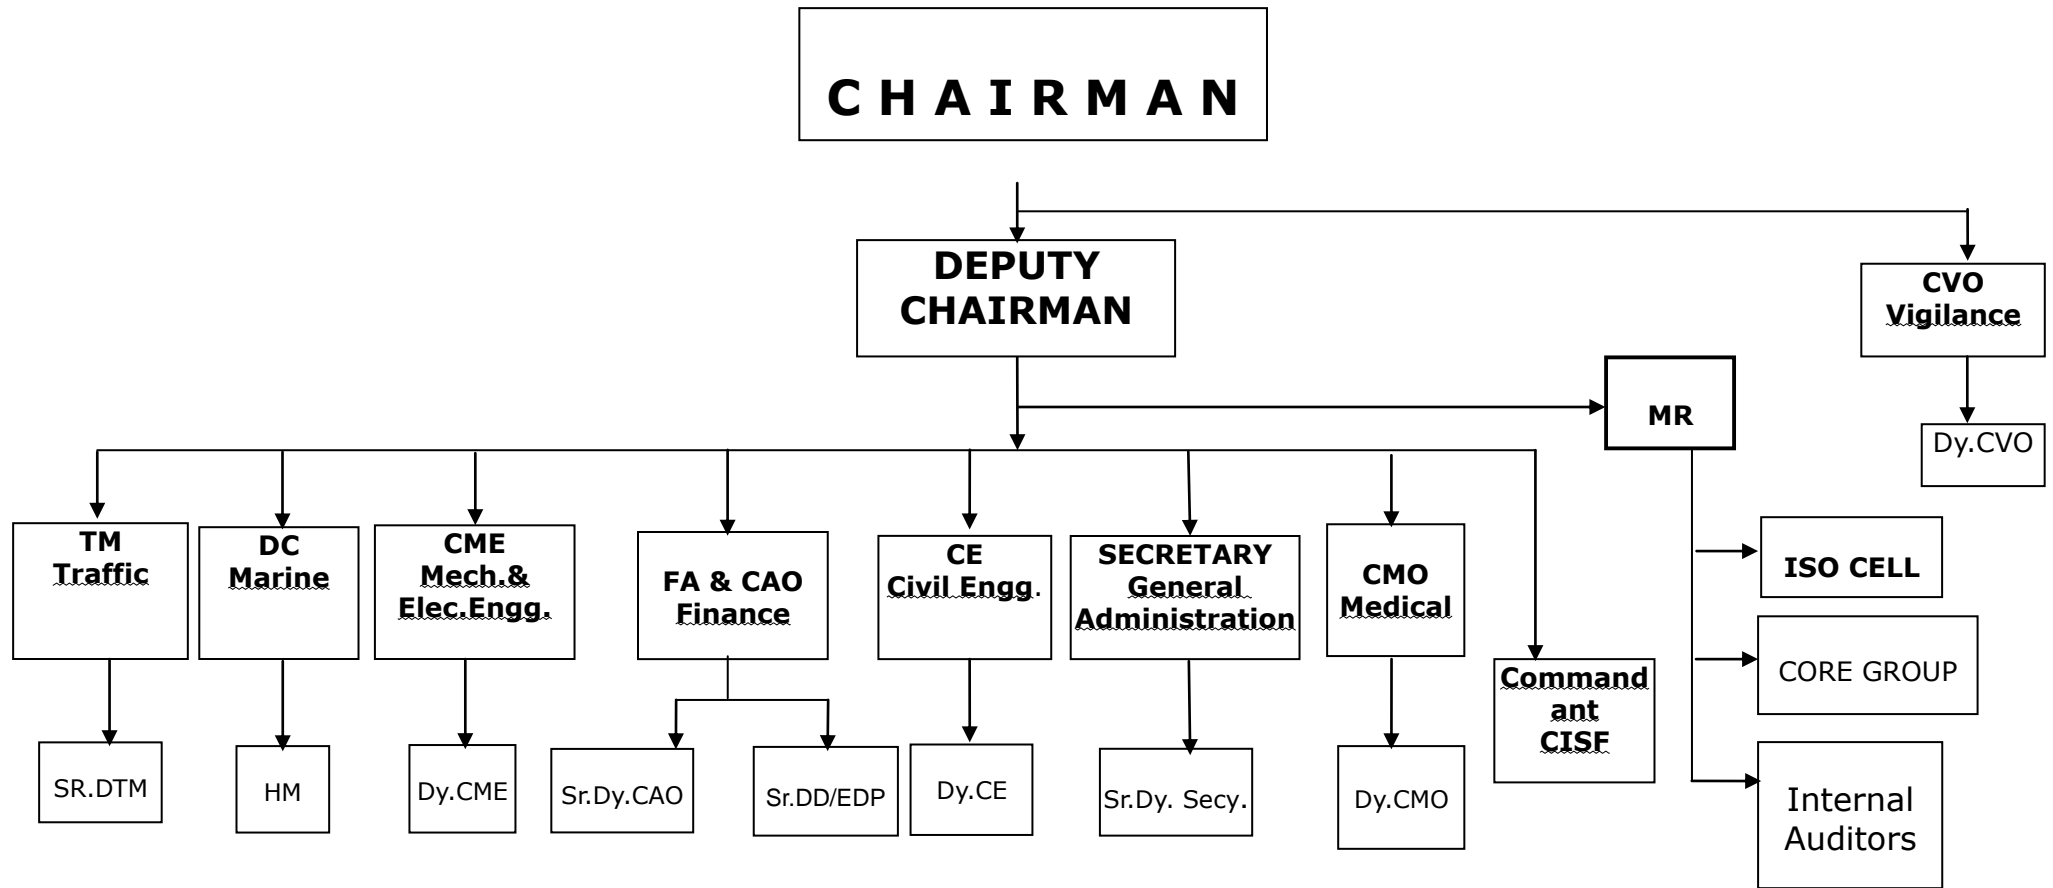 C H A I R M A N
DEPUTY
CHAIRMAN
CVO
Vigilance
MR
Dy.CVO
TM
Traffic
DC
Marine
CME
Mech.&
Elec.Engg.
FA & CAO
Finance
CE
Civil Engg.
SECRETARY
General
Administration
CMO
Medical
Command
ant
CISF
ISO CELL
CORE GROUP
Internal
Auditors
SR.DTM
HM
Dy.CME
Sr.Dy.CAO
Sr.DD/EDP
Dy.CE
Sr.Dy. Secy.
Dy.CMO